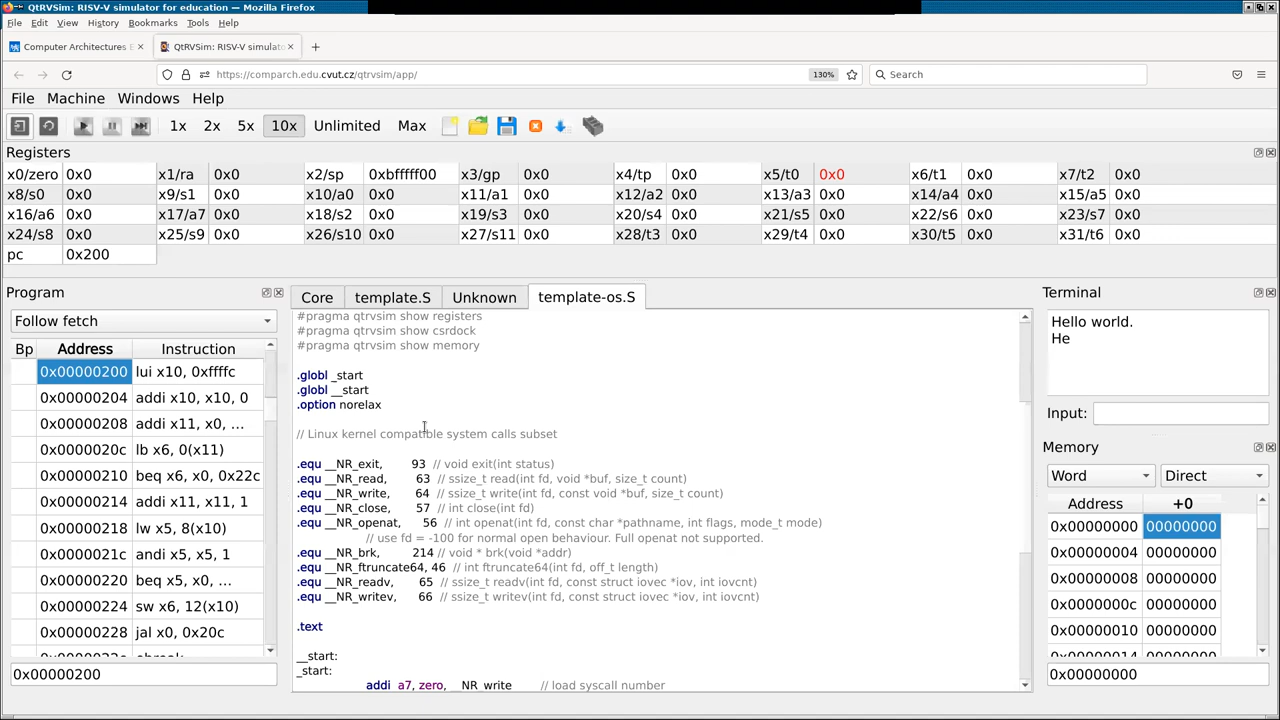 QtRVSim: RISV-V simulator for education — Mozilla Firefox
File Edit View History Bookmarks Tools Help
Computer Architectures E
QtRVSim: RISV-V simulato
https://comparch.edu.cvut.cz/qtrvsim/app/
130%
Search
File Machine Windows Help
1x 2x 5x 10x Unlimited Max
Registers
x0/zero 0x0 x1/ra 0x0 x2/sp 0xbfffff00 x3/gp 0x0 x4/tp 0x0 x5/t0 0x0 x6/t1 0x0 x7/t2 0x0
x8/s0 0x0 x9/s1 0x0 x10/a0 0x0 x11/a1 0x0 x12/a2 0x0 x13/a3 0x0 x14/a4 0x0 x15/a5 0x0
x16/a6 0x0 x17/a7 0x0 x18/s2 0x0 x19/s3 0x0 x20/s4 0x0 x21/s5 0x0 x22/s6 0x0 x23/s7 0x0
x24/s8 0x0 x25/s9 0x0 x26/s10 0x0 x27/s11 0x0 x28/t3 0x0 x29/t4 0x0 x30/t5 0x0 x31/t6 0x0
pc 0x200
Program
Follow fetch
Bp Address Instruction
0x00000200 lui x10, 0xffffc
0x00000204 addi x10, x10, 0
0x00000208 addi x11, x0, ...
0x0000020c lb x6, 0(x11)
0x00000210 beq x6, x0, 0x22c
0x00000214 addi x11, x11, 1
0x00000218 lw x5, 8(x10)
0x0000021c andi x5, x5, 1
0x00000220 beq x5, x0, ...
0x00000224 sw x6, 12(x10)
0x00000228 jal x0, 0x20c
0x0000022c ebreak
0x00000200
Core template.S Unknown template-os.S
#pragma qtrvsim show registers
#pragma qtrvsim show csrdock
#pragma qtrvsim show memory
.globl _start
.globl __start
.option norelax
// Linux kernel compatible system calls subset
.equ __NR_exit, 93 // void exit(int status)
.equ __NR_read, 63 // ssize_t read(int fd, void *buf, size_t count)
.equ __NR_write, 64 // ssize_t write(int fd, const void *buf, size_t count)
.equ __NR_close, 57 // int close(int fd)
.equ __NR_openat, 56 // int openat(int fd, const char *pathname, int flags, mode_t mode)
// use fd = -100 for normal open behaviour. Full openat not supported.
.equ __NR_brk, 214 // void * brk(void *addr)
.equ __NR_ftruncate64, 46 // int ftruncate64(int fd, off_t length)
.equ __NR_readv, 65 // ssize_t readv(int fd, const struct iovec *iov, int iovcnt)
.equ __NR_writev, 66 // ssize_t writev(int fd, const struct iovec *iov, int iovcnt)
.text
__start:
_start:
addi a7, zero, __NR_write // load syscall number
Terminal
Hello world.
He
Input:
Memory
Word Direct
Address +0
0x00000000 00000000
0x00000004 00000000
0x00000008 00000000
0x0000000c 00000000
0x00000010 00000000
0x00000014 00000000
0x00000000